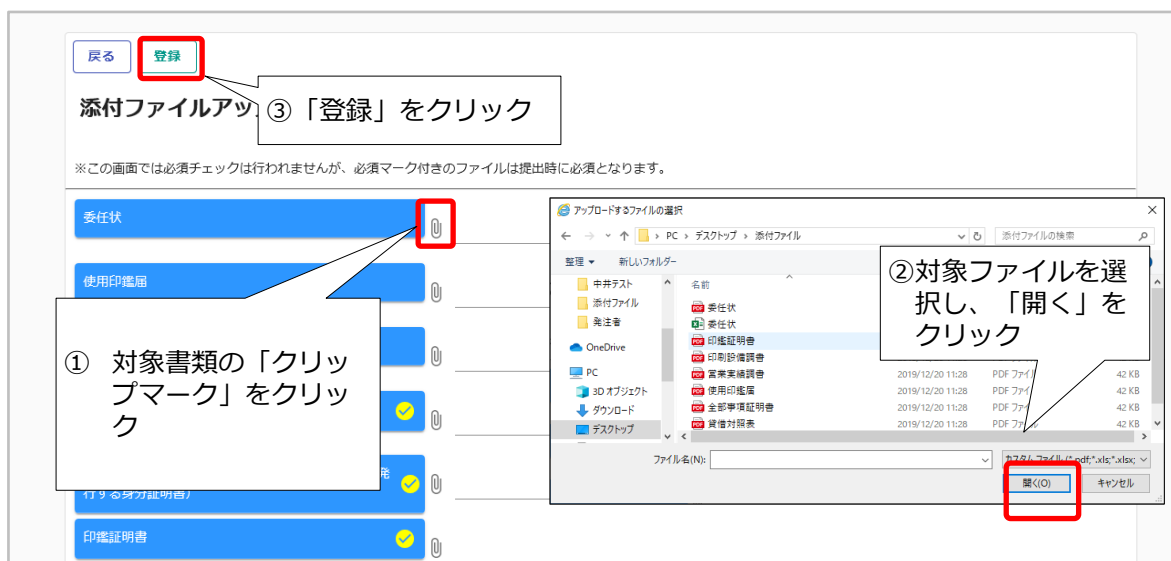 戻る 登録
③「登録」をクリック
添付ファイルアッ
※この画面では必須チェックは行われませんが、必須マーク付きのファイルは提出時に必須となります。
委任状
使用印鑑届
① 対象書類の「クリッ
プマーク」をクリッ
ク
発
行する身分証明書)
印鑑証明書
アップロードするファイルの選択
PC › デスクトップ › 添付ファイル
添付ファイルの検索
整理 新しいフォルダー
②対象ファイルを選
択し、「開く」を
クリック
中井テスト
添付ファイル
発注者
OneDrive
PC
3D オブジェクト
ダウンロード
デスクトップ
名前
委任状
委任状
印鑑証明書
印刷設備調書
営業実績調書 2019/12/20 11:28 PDF ファイル 42 KB
使用印鑑届 2019/12/20 11:28 PDF ファ 42 KB
全部事項証明書 2019/12/20 11:28 PDF ファイ 42 KB
貸借対照表 2019/12/20 11:28 PDF ファイル 42 KB
ファイル名(N):
カスタム ファイル (*.pdf;*.xls;*.xlsx;
開く(O) キャンセル